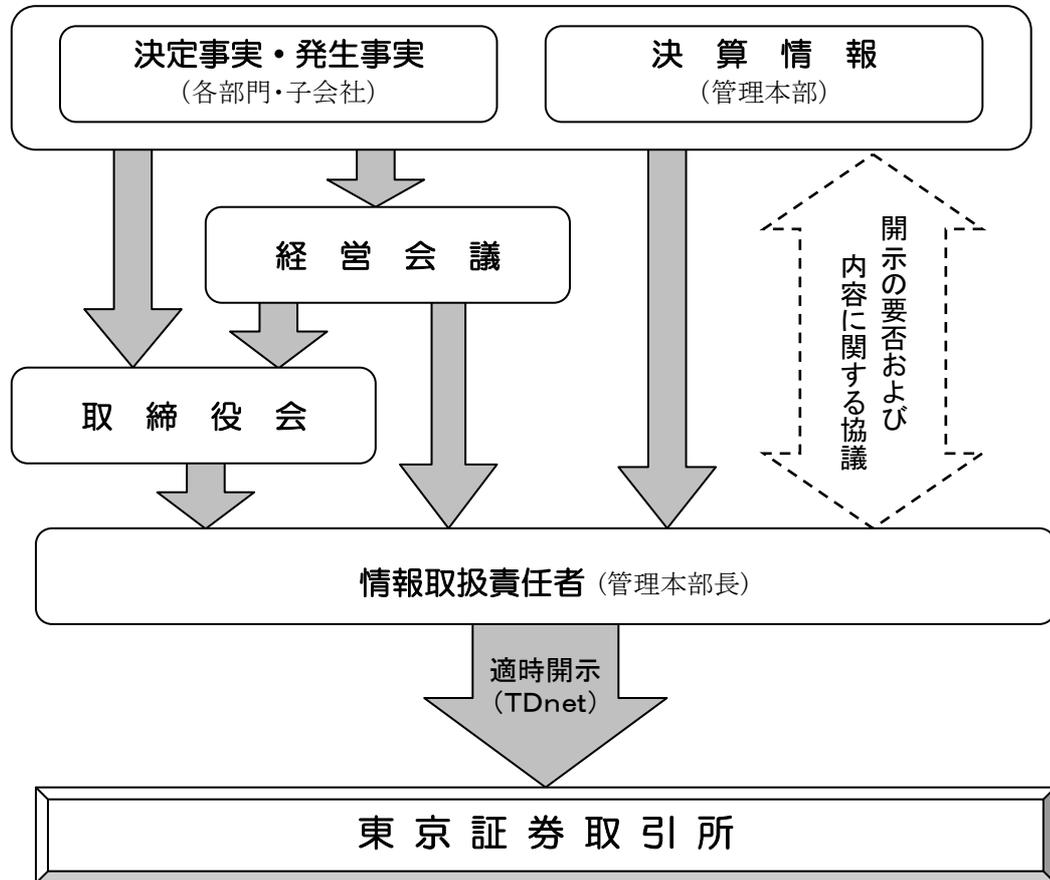 決定事実・発生事実
（各部門・子会社）
決 算 情 報
（管理本部）
経 営 会 議
開示の要否および
内容に関する協議
取 締 役 会
情報取扱責任者（管理本部長）
適時開示
（TDnet）
東 京 証 券 取 引 所